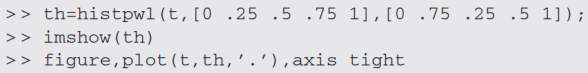 >> th=histpwl(t,[0 .25 .5 .75 1],[0 .75 .25 .5 1]);
>> imshow(th)
>> figure,plot(t,th,'.'),axis tight